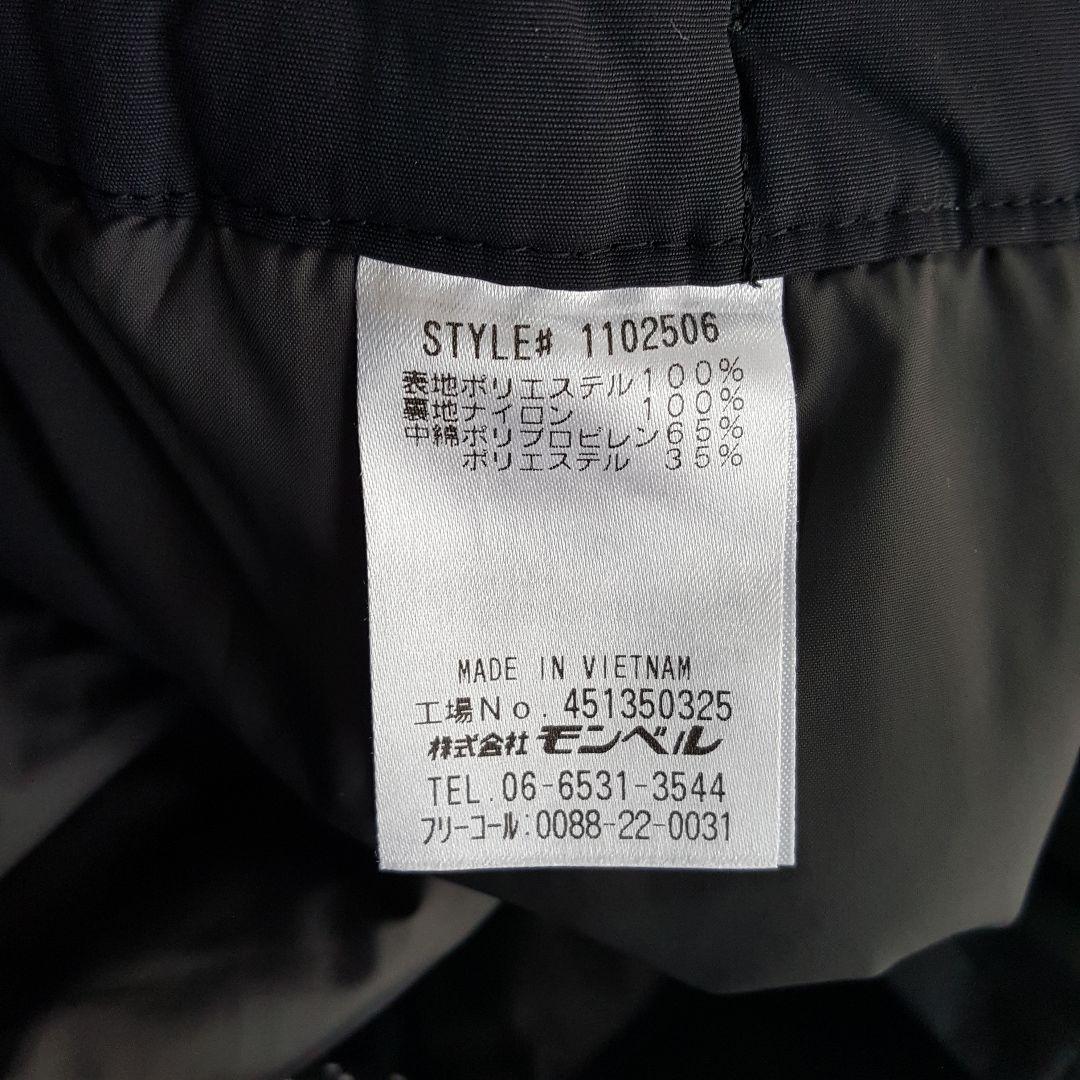 STYLE# 1102506
表地ポリエステル100%
裏地ナイロン 100%
中綿ポリプロピレン65%
ポリエステル 35%
MADE IN VIETNAM
工場No. 451350325
株式会社 モンベル
TEL.06-6531-3544
フリーコール:0088-22-0031